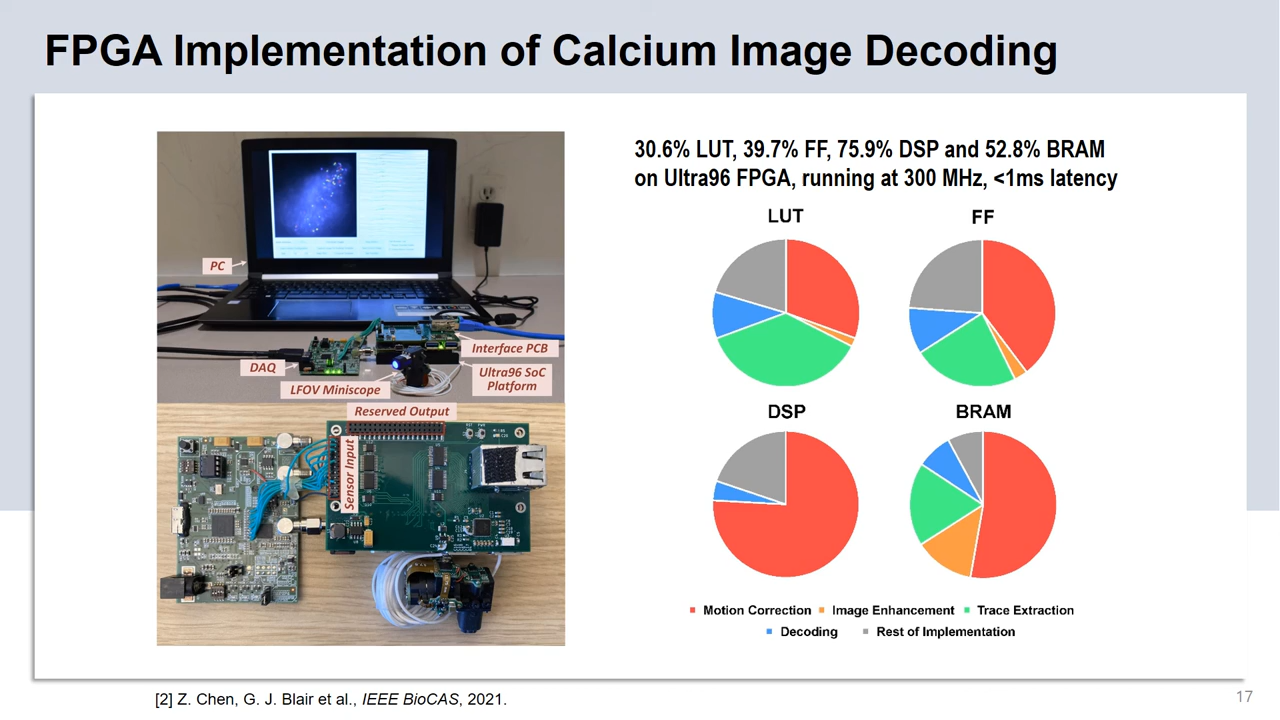 FPGA Implementation of Calcium Image Decoding
PC
DAQ
LFOV Miniscope
Interface PCB
Ultra96 SoC
Platform
Reserved Output
Sensor Input
30.6% LUT, 39.7% FF, 75.9% DSP and 52.8% BRAM
on Ultra96 FPGA, running at 300 MHz, <1ms latency
LUT
FF
DSP
BRAM
Motion Correction
Image Enhancement
Trace Extraction
Decoding
Rest of Implementation
[2] Z. Chen, G. J. Blair et al., IEEE BioCAS, 2021.
17